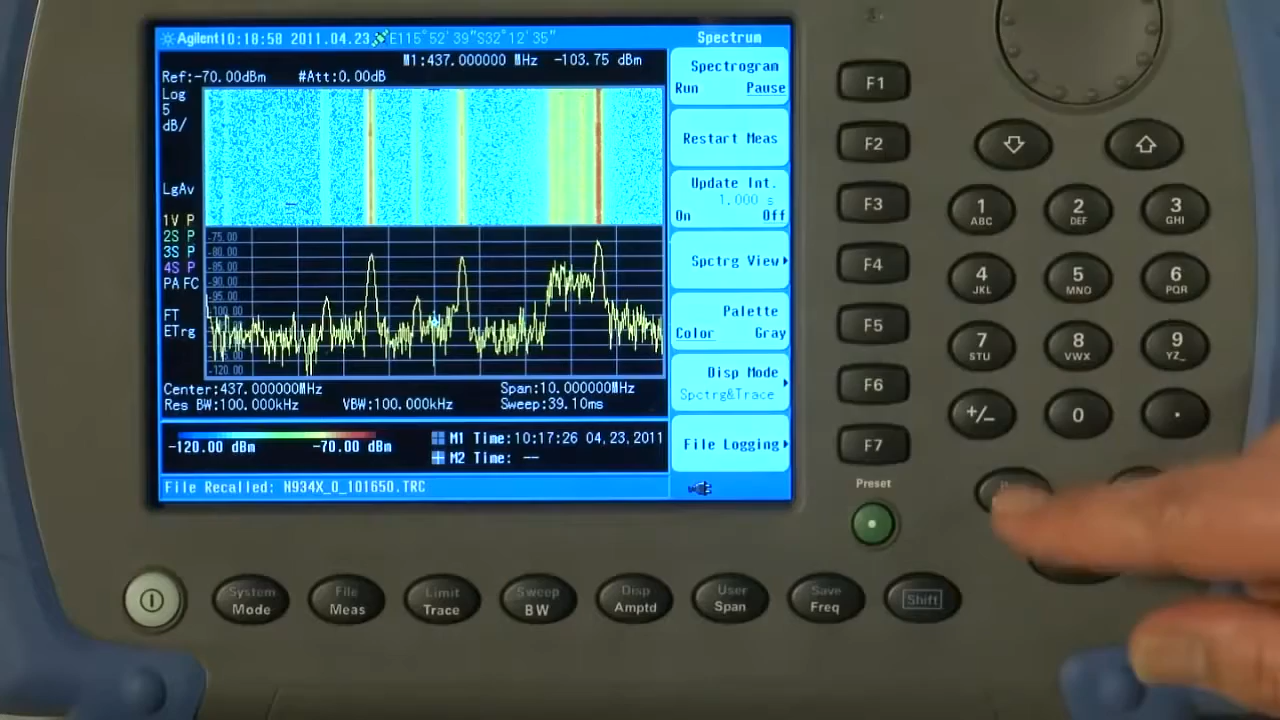 Agilent 10:18:58 2011.04.23 E115°52'39"S32°12'35" Spectrum
M1:437.000000 MHz -103.75 dBm
Ref:-70.00dBm #Att:0.00dB
Log
5
dB/
LgAv
1V P
2S P
3S P
4S P
PA FC
FT
ETrg
-75.00
-80.00
-85.00
-90.00
-95.00
-100.00
-120.00
Center:437.000000MHz Span:10.000000MHz
Res BW:100.000kHz VBW:100.000kHz Sweep:39.10ms
-120.00 dBm -70.00 dBm
M1 Time:10:17:26 04,23,2011
M2 Time: --
File Recalled: N934X_0_101650.TRC
Spectrogram
Run Pause
Restart Meas
Update Int.
1.000 s
On Off
Spctrg View
Palette
Color Gray
Disp Mode
Spctrg&Trace
File Logging
F1
F2
F3
F4
F5
F6
F7
Preset
1
ABC
2
DEF
3
GHI
4
JKL
5
MNO
6
PQR
7
STU
8
VWX
9
YZ_
+/-
0
.
System
Mode
File
Meas
Limit
Trace
Sweep
BW
Disp
Amptd
User
Span
Save
Freq
Shift